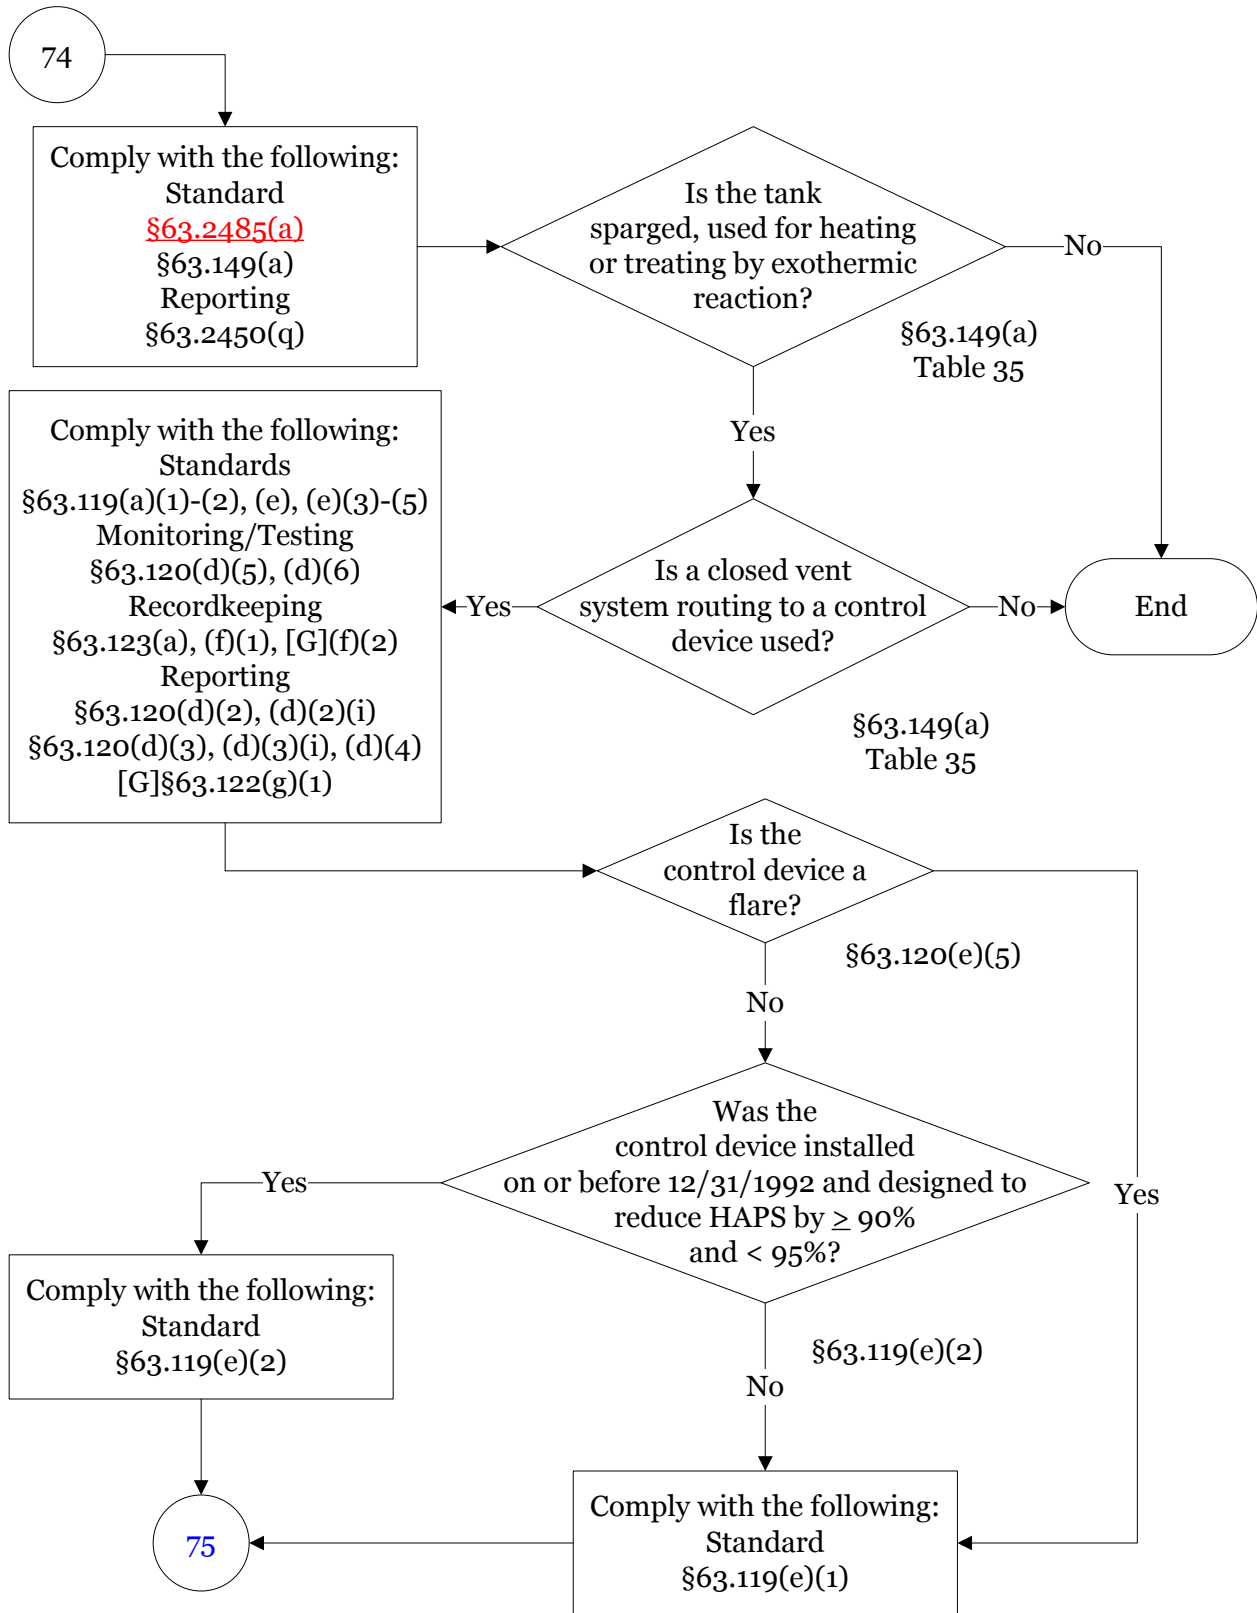 74
Comply with the following:
Standard
§63.2485(a)
§63.149(a)
Reporting
§63.2450(q)
Is the tank
sparged, used for heating
or treating by exothermic
reaction?
No
§63.149(a)
Table 35
Yes
Comply with the following:
Standards
§63.119(a)(1)-(2), (e), (e)(3)-(5)
Monitoring/Testing
§63.120(d)(5), (d)(6)
Recordkeeping
§63.123(a), (f)(1), [G](f)(2)
Reporting
§63.120(d)(2), (d)(2)(i)
§63.120(d)(3), (d)(3)(i), (d)(4)
[G]§63.122(g)(1)
Yes
Is a closed vent
system routing to a control
device used?
No
End
§63.149(a)
Table 35
Is the
control device a
flare?
§63.120(e)(5)
No
Was the
control device installed
on or before 12/31/1992 and designed to
reduce HAPS by ≥ 90%
and < 95%?
Yes
Yes
Comply with the following:
Standard
§63.119(e)(2)
§63.119(e)(2)
No
Comply with the following:
Standard
§63.119(e)(1)
75